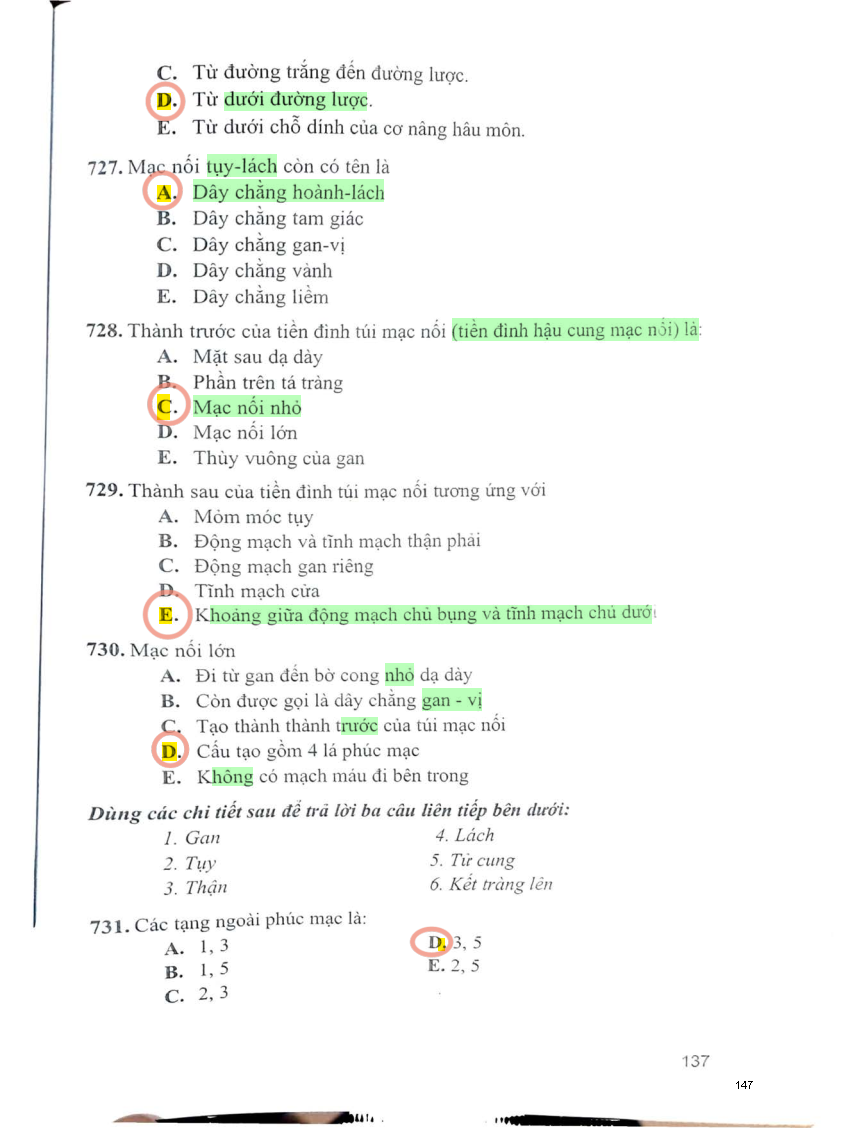 C. Từ đường trắng đến đường lược.
D. Từ dưới đường lược.
E. Từ dưới chỗ dính của cơ nâng hâu môn.
727. Mạc nối tụy-lách còn có tên là
A. Dây chằng hoành-lách
B. Dây chằng tam giác
C. Dây chằng gan-vị
D. Dây chằng vành
E. Dây chằng liềm
728. Thành trước của tiền đình túi mạc nối (tiền đình hậu cung mạc nối) là:
A. Mặt sau dạ dày
B. Phần trên tá tràng
C. Mạc nối nhỏ
D. Mạc nối lớn
E. Thùy vuông của gan
729. Thành sau của tiền đình túi mạc nối tương ứng với
A. Mỏm móc tụy
B. Động mạch và tĩnh mạch thận phải
C. Động mạch gan riêng
D. Tĩnh mạch cửa
E. Khoảng giữa động mạch chủ bụng và tĩnh mạch chủ dưới
730. Mạc nối lớn
A. Đi từ gan đến bờ cong nhỏ dạ dày
B. Còn được gọi là dây chằng gan - vị
C. Tạo thành thành trước của túi mạc nối
D. Cấu tạo gồm 4 lá phúc mạc
E. Không có mạch máu đi bên trong
Dùng các chi tiết sau để trả lời ba câu liên tiếp bên dưới:
1. Gan
2. Tụy
3. Thận
4. Lách
5. Tử cung
6. Kết tràng lên
731. Các tạng ngoài phúc mạc là:
A. 1, 3
B. 1, 5
C. 2, 3
D. 3, 5
E. 2, 5
137
147